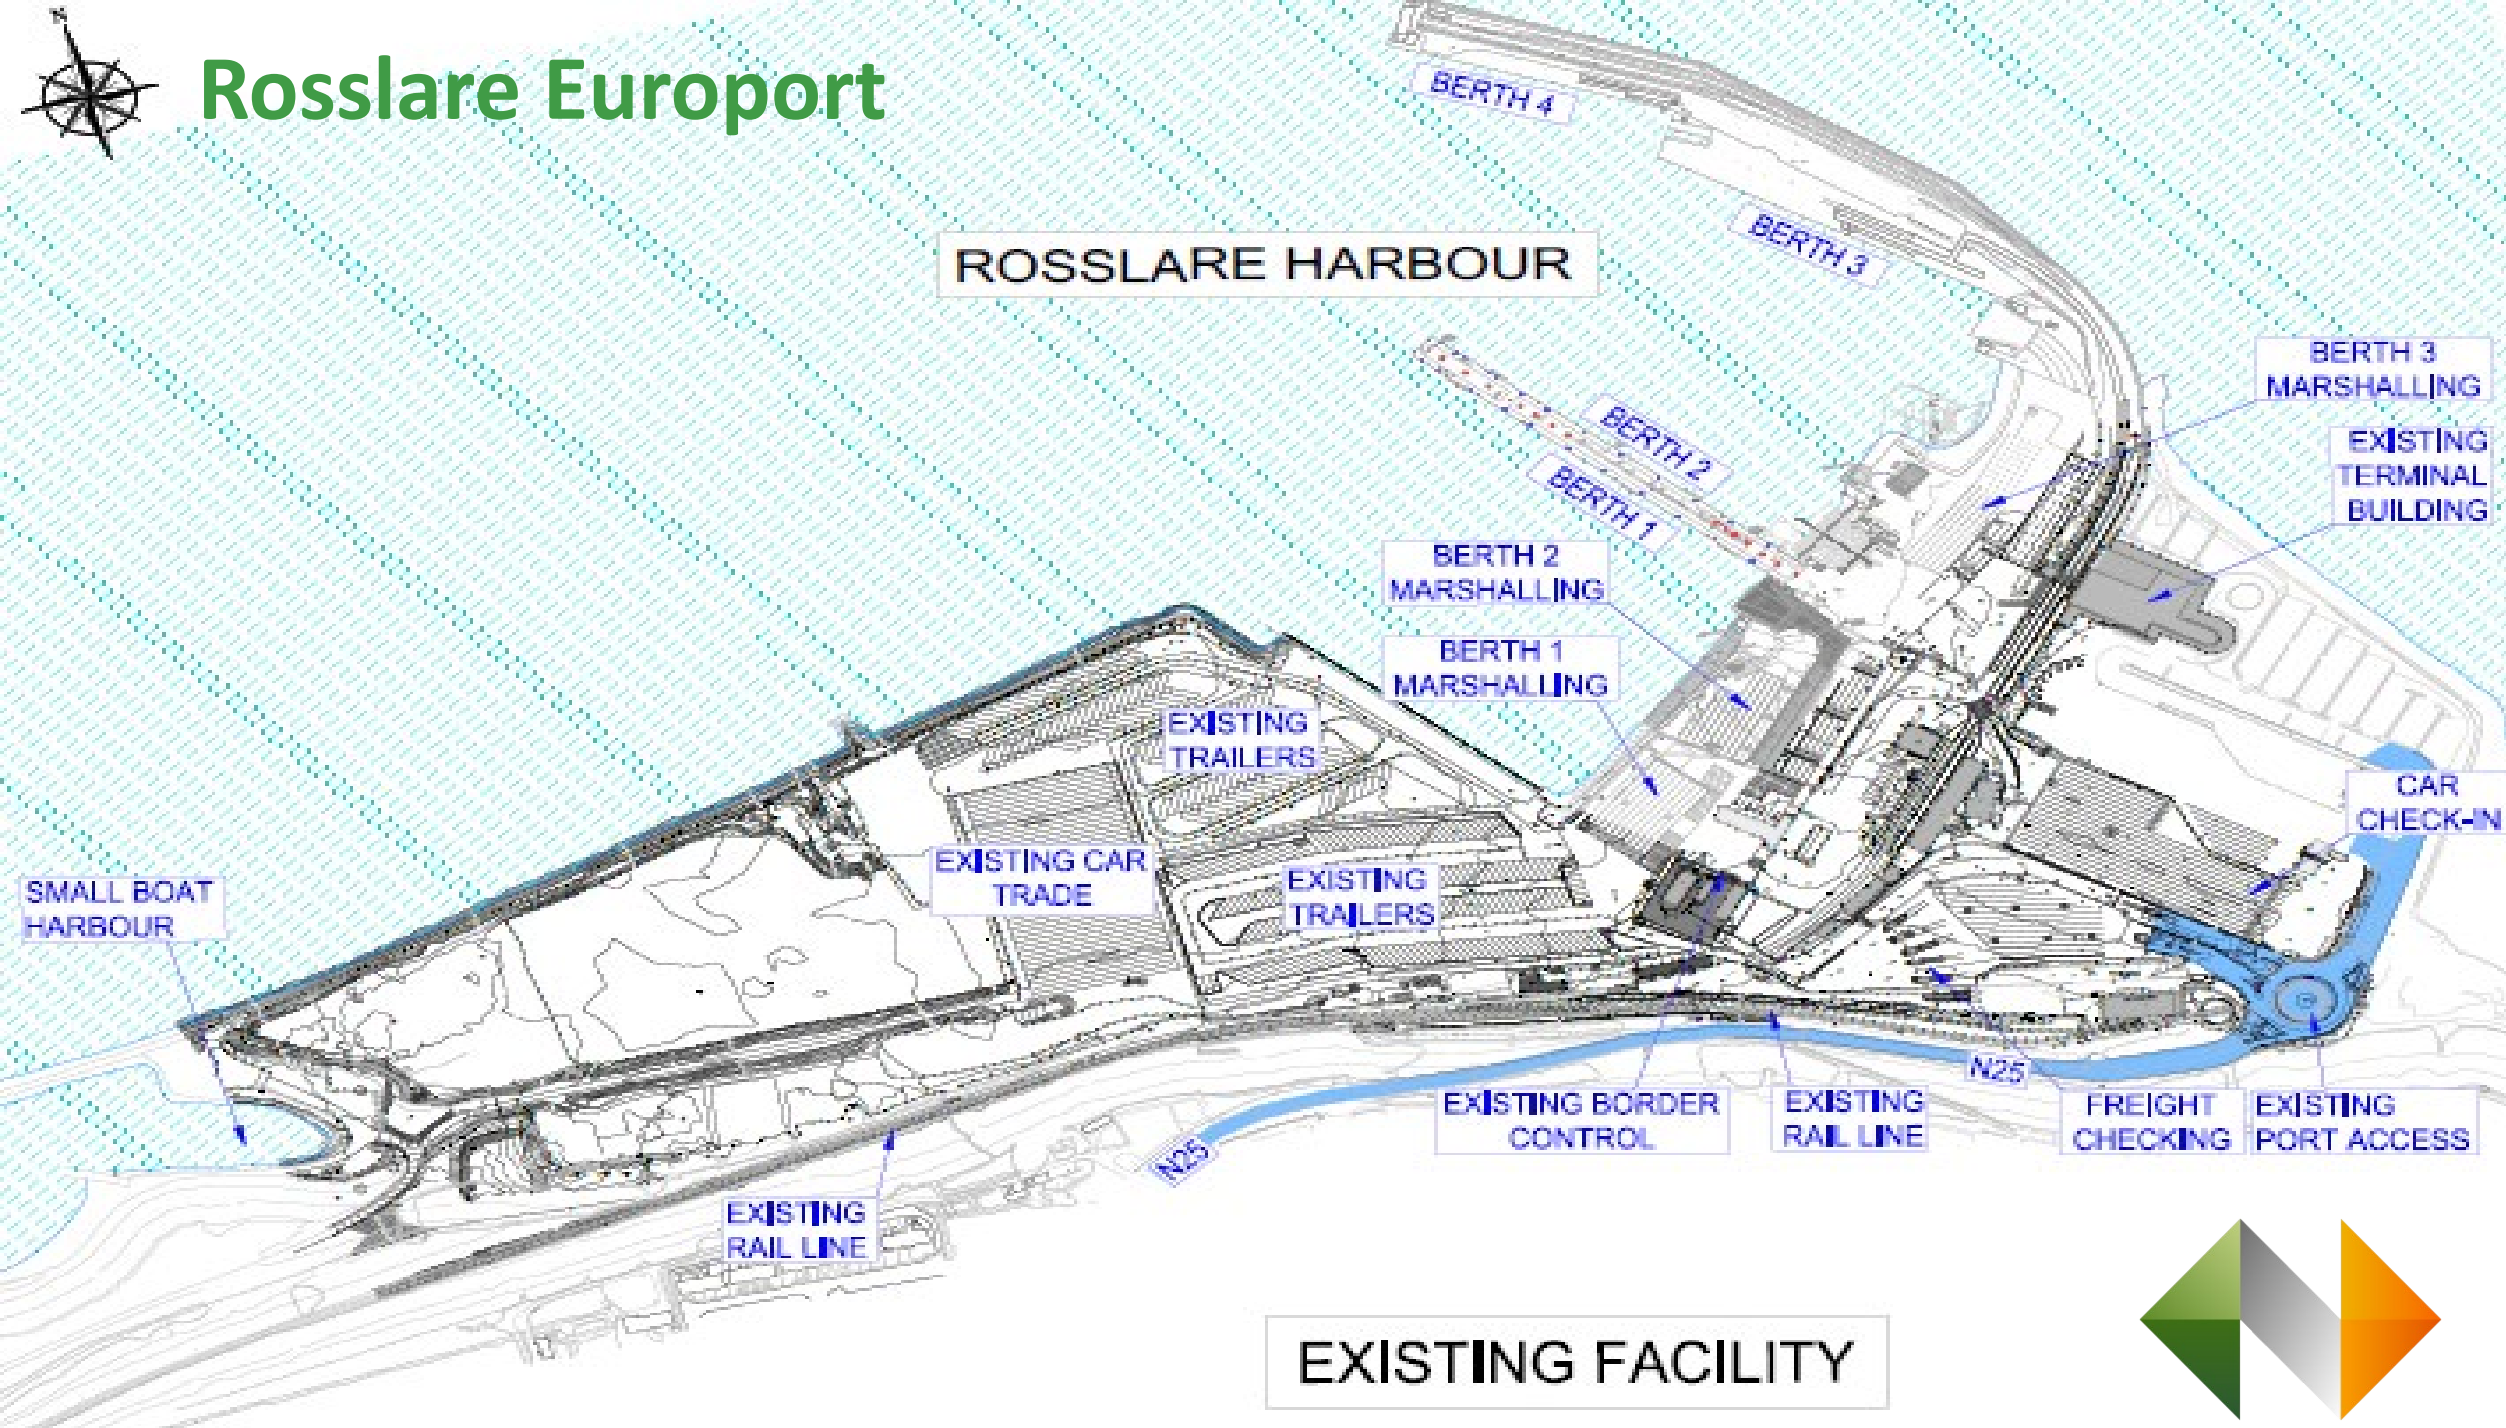 N
Rosslare Europort
BERTH 4
BERTH 3
ROSSLARE HARBOUR
BERTH 3
MARSHALLING
EXISTING
TERMINAL
BUILDING
BERTH 2
BERTH 1
BERTH 2
MARSHALLING
BERTH 1
MARSHALLING
EXISTING
TRAILERS
CAR
CHECK-IN
EXISTING CAR
TRADE
EXISTING
TRAILERS
SMALL BOAT
HARBOUR
N25
EXISTING BORDER
CONTROL
EXISTING
RAIL LINE
FREIGHT
CHECKING
EXISTING
PORT ACCESS
N25
EXISTING
RAIL LINE
EXISTING FACILITY